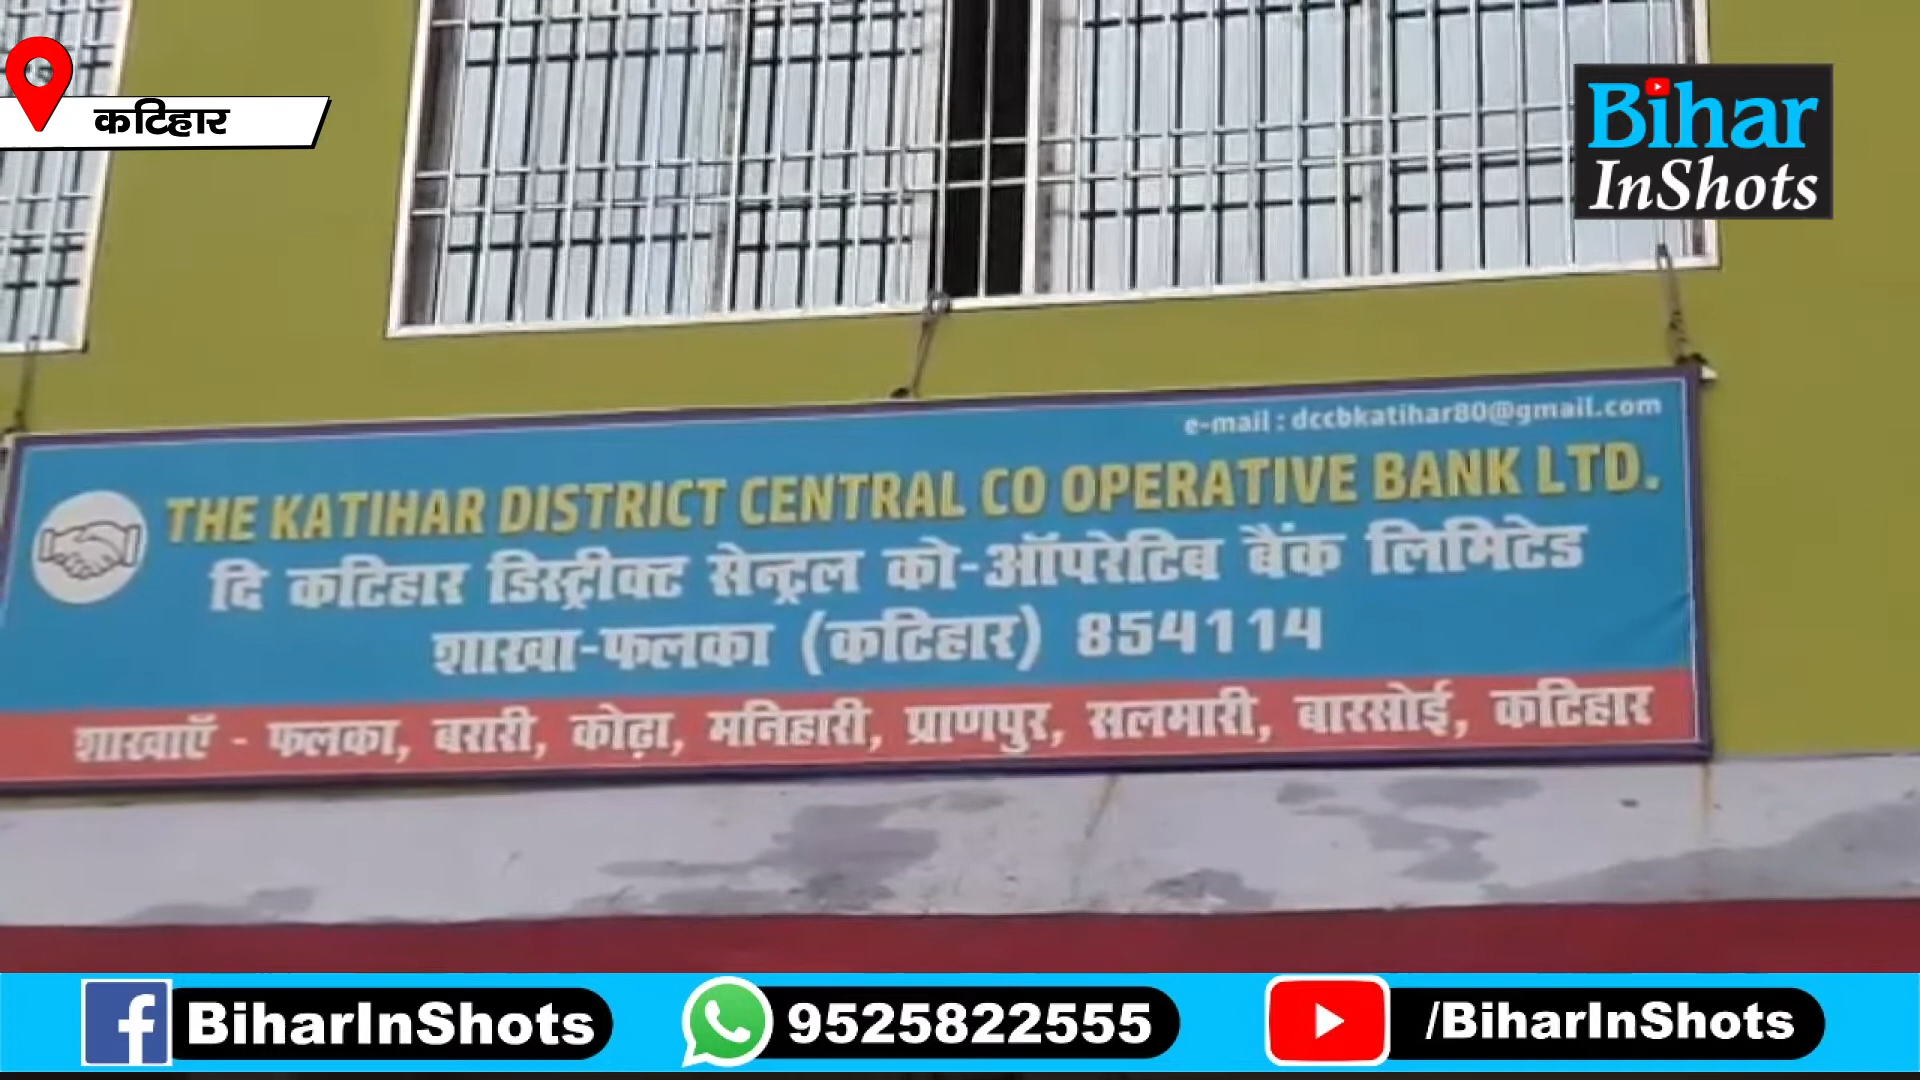 कटिहार
Bihar
InShots
e-mail : dccbkatihar80@gmail.com
THE KATIHAR DISTRICT CENTRAL CO OPERATIVE BANK LTD.
दि कटिहार डिस्ट्रीक्ट सेन्ट्रल को-ऑपरेटिब बैंक लिमिटेड
शाखा-फलका (कटिहार) 854114
शाखाएँ - फलका, बरारी, कोढ़ा, मनिहारी, प्राणपुर, सलमारी, बारसोई, कटिहार
BiharInShots
9525822555
/BiharInShots